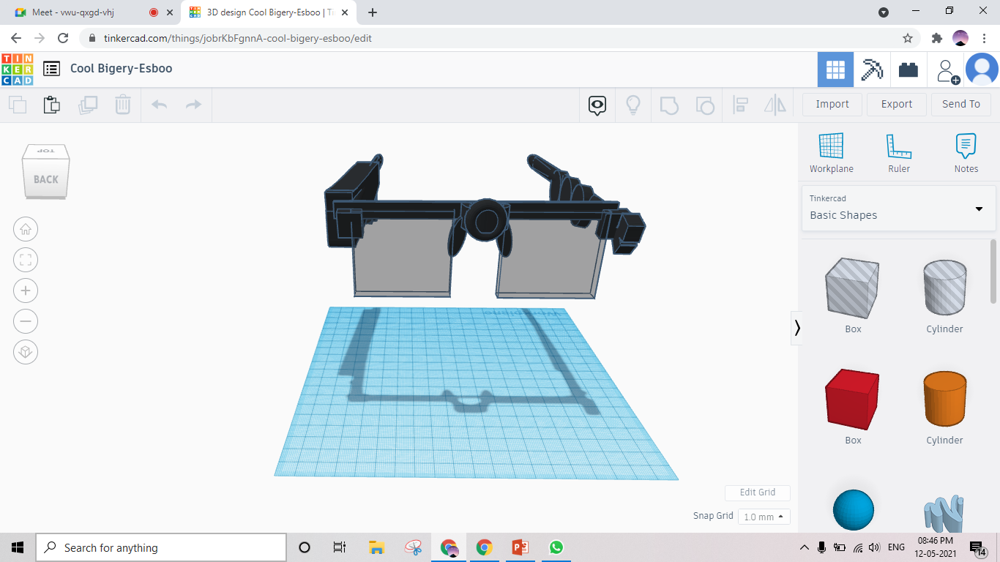 Meet - vwu-qxgd-vhj
3D design Cool Bigery-Esboo | Ti
tinkercad.com/things/jobrKbFgnnA-cool-bigery-esboo/edit
TIN
KER
CAD
Cool Bigery-Esboo
Import
Export
Send To
TOP
BACK
Workplane
Ruler
Notes
Tinkercad
Basic Shapes
Box
Cylinder
Box
Cylinder
Workplane
Edit Grid
Snap Grid
1.0 mm
Search for anything
ENG
08:46 PM
12-05-2021
14